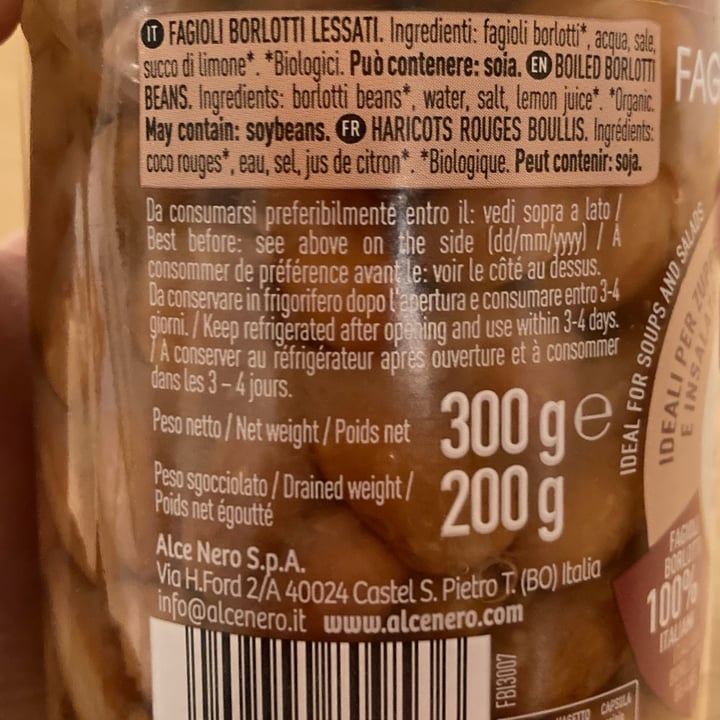 IT FAGIOLI BORLOTTI LESSATI. Ingredienti: fagioli borlotti*, acqua, sale,
succo di limone*. *Biologici. Può contenere: soia. EN BOILED BORLOTTI
BEANS. Ingredients: borlotti beans*, water, salt, lemon juice*. *Organic.
May contain: soybeans. FR HARICOTS ROUGES BOUILLIS. Ingrédients:
coco rouges*, eau, sel, jus de citron*. *Biologique. Peut contenir: soja.
Da consumarsi preferibilmente entro il: vedi sopra a lato /
Best before: see above on the side (dd/mm/yyyy) / À
consommer de préférence avant le: voir le côté au dessus.
Da conservare in frigorifero dopo l'apertura e consumare entro 3-4
giorni. / Keep refrigerated after opening and use within 3-4 days.
/ A conserver au réfrigérateur après ouverture et à consommer
dans les 3 – 4 jours.
Peso netto / Net weight / Poids net 300 g e
Peso sgocciolato / Drained weight /
Poids net égoutté 200 g
Alce Nero S.p.A.
Via H.Ford 2/A 40024 Castel S. Pietro T. (BO) Italia
info@alcenero.it www.alcenero.com
FBI3007
FAG
IDEAL FOR SOUPS AND SALADS
IDEALI PER ZUP
E INSALA
FAGIOLI
BORLOTTI
100%
ITALIANI
CAPSULA